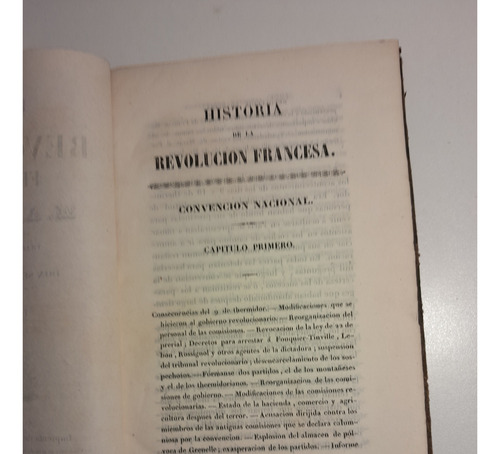 HISTORIA
DE LA
REVOLUCION FRANCESA.
CONVENCION NACIONAL.
CAPITULO PRIMERO.
Consecuencias del 9 de thermidor. — Modificaciones que se
hicieron al gobierno revolucionario. — Reorganisacion del
personal de las comisiones. — Revocacion de la ley de 22 de
prerial; Decretos para arrestar á Fouquier-Tinville, Le-
bon, Rossignol y otros agentes de la dictadura; suspension
del tribunal revolucionario; desencarcelamiento de los sos-
pechosos. — Fórmanse dos partidos, el de los montañeses
y el de los thermidorianos. — Reorganisacion de las comi-
siones de gobierno. — Modificaciones de las comisiones re-
volucionarias. — Estado de la hacienda, comercio y agri-
cultura despues del terror. — Acusacion dirijida contra los
miembros de las antiguas comisiones que se declara calum-
niosa por la convencion. — Esplosion del almacen de pól-
vora de Grenelle; exasperacion de los partidos. — Informe